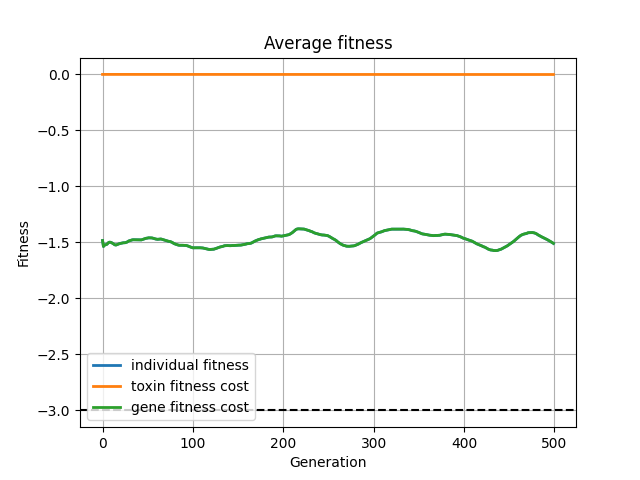 Average fitness
Fitness
0.0
−0.5
−1.0
−1.5
−2.0
−2.5
−3.0
individual fitness
toxin fitness cost
gene fitness cost
0 100 200 300 400 500
Generation